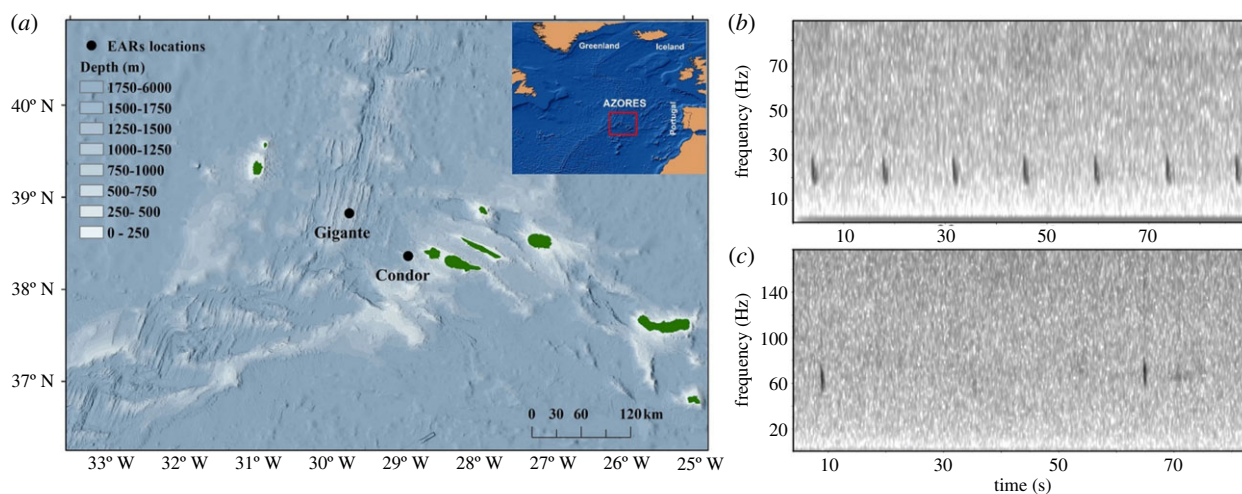 (a)
EARs locations
Depth (m)
1750-6000
1500-1750
1250-1500
1000-1250
750-1000
500-750
250- 500
0 - 250
40º N
39º N
38º N
37º N
Gigante
Condor
Greenland
Iceland
AZORES
Portugal
0 30 60 120 km
33º W 31º W 30º W 29º W 28º W 27º W 26º W 25º W
(b)
frequency (Hz)
70
50
30
10
10 30 50 70
(c)
frequency (Hz)
140
100
60
20
10 30 50 70
time (s)